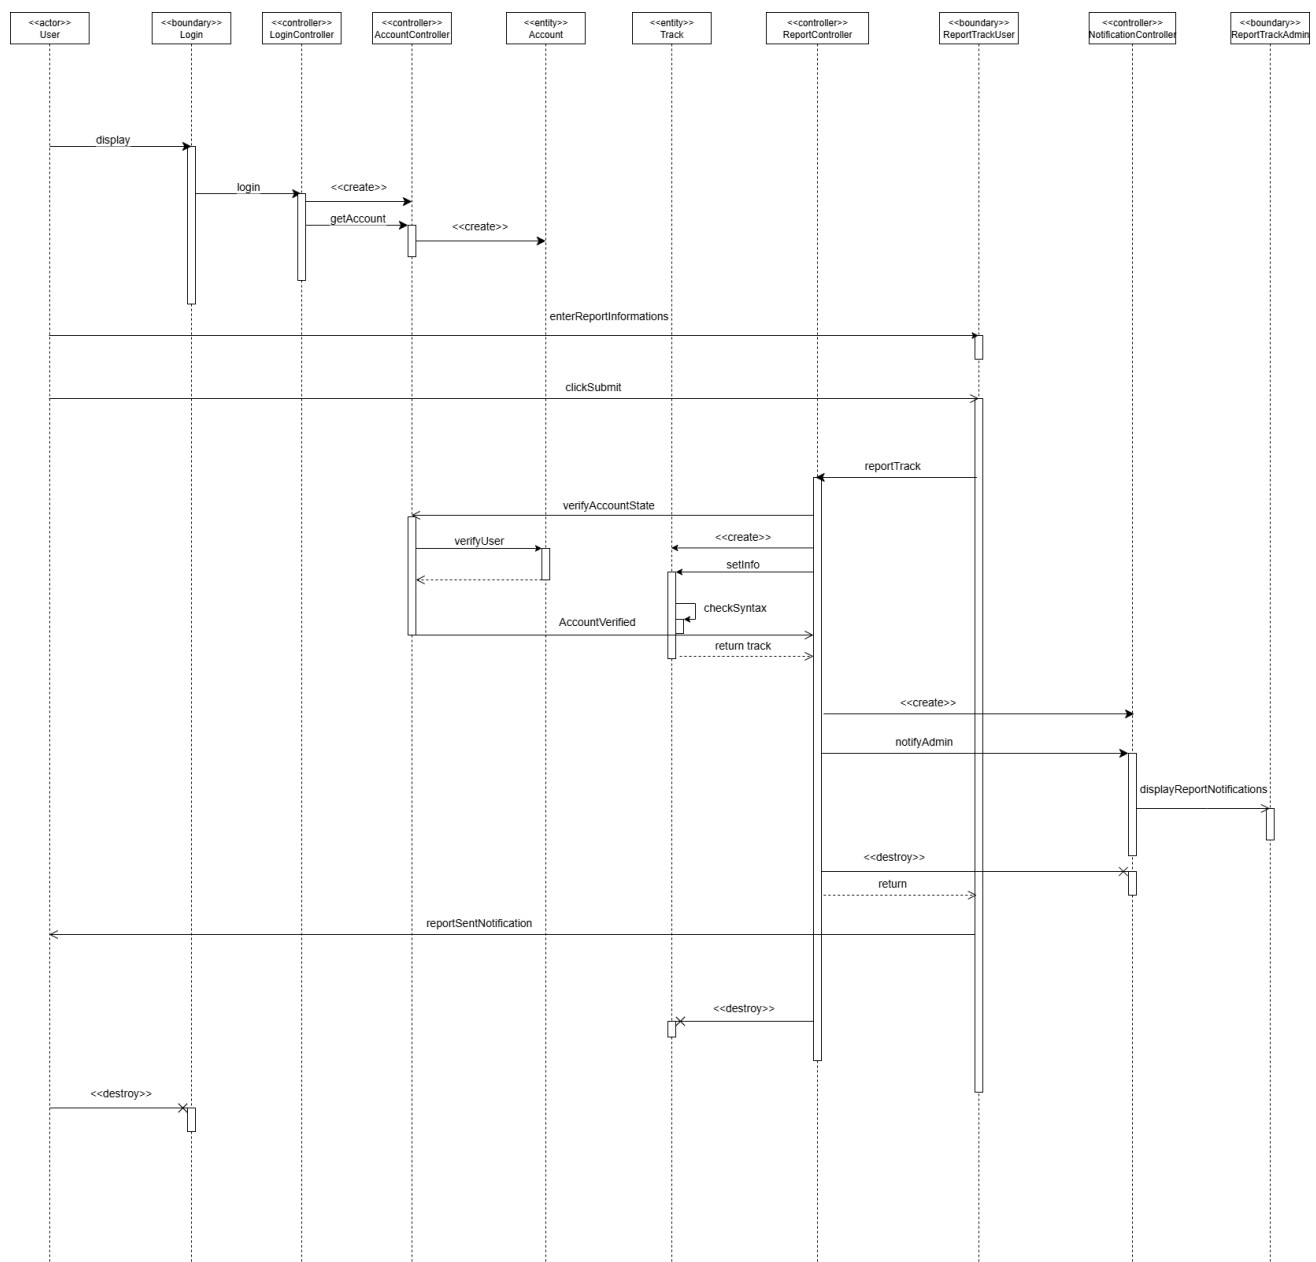 <<actor>>
User
<<boundary>>
Login
<<controller>>
LoginController
<<controller>>
AccountController
<<entity>>
Account
<<entity>>
Track
<<controller>>
ReportController
<<boundary>>
ReportTrackUser
<<controller>>
NotificationController
<<boundary>>
ReportTrackAdmin
display
login
<<create>>
getAccount
<<create>>
enterReportInformations
clickSubmit
reportTrack
verifyAccountState
<<create>>
verifyUser
setInfo
checkSyntax
AccountVerified
return track
<<create>>
notifyAdmin
displayReportNotifications
<<destroy>>
return
reportSentNotification
<<destroy>>
<<destroy>>